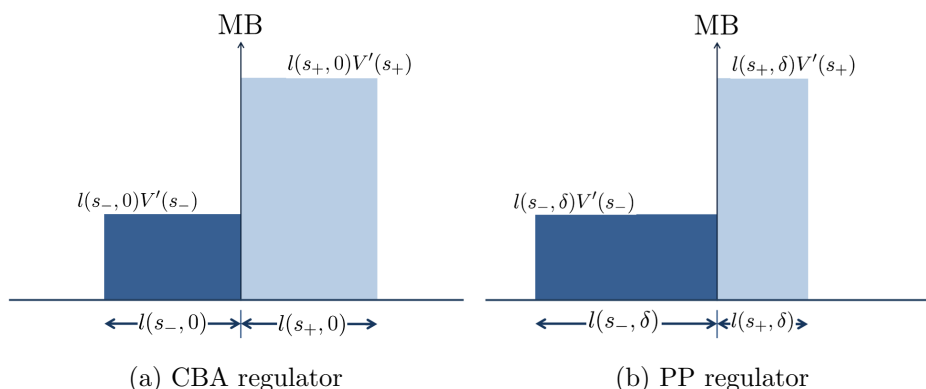 MB
l(s₊, 0)V′(s₊)
l(s₋, 0)V′(s₋)
l(s₋, 0)
l(s₊, 0)
(a) CBA regulator
MB
l(s₊, δ)V′(s₊)
l(s₋, δ)V′(s₋)
l(s₋, δ)
l(s₊, δ)
(b) PP regulator